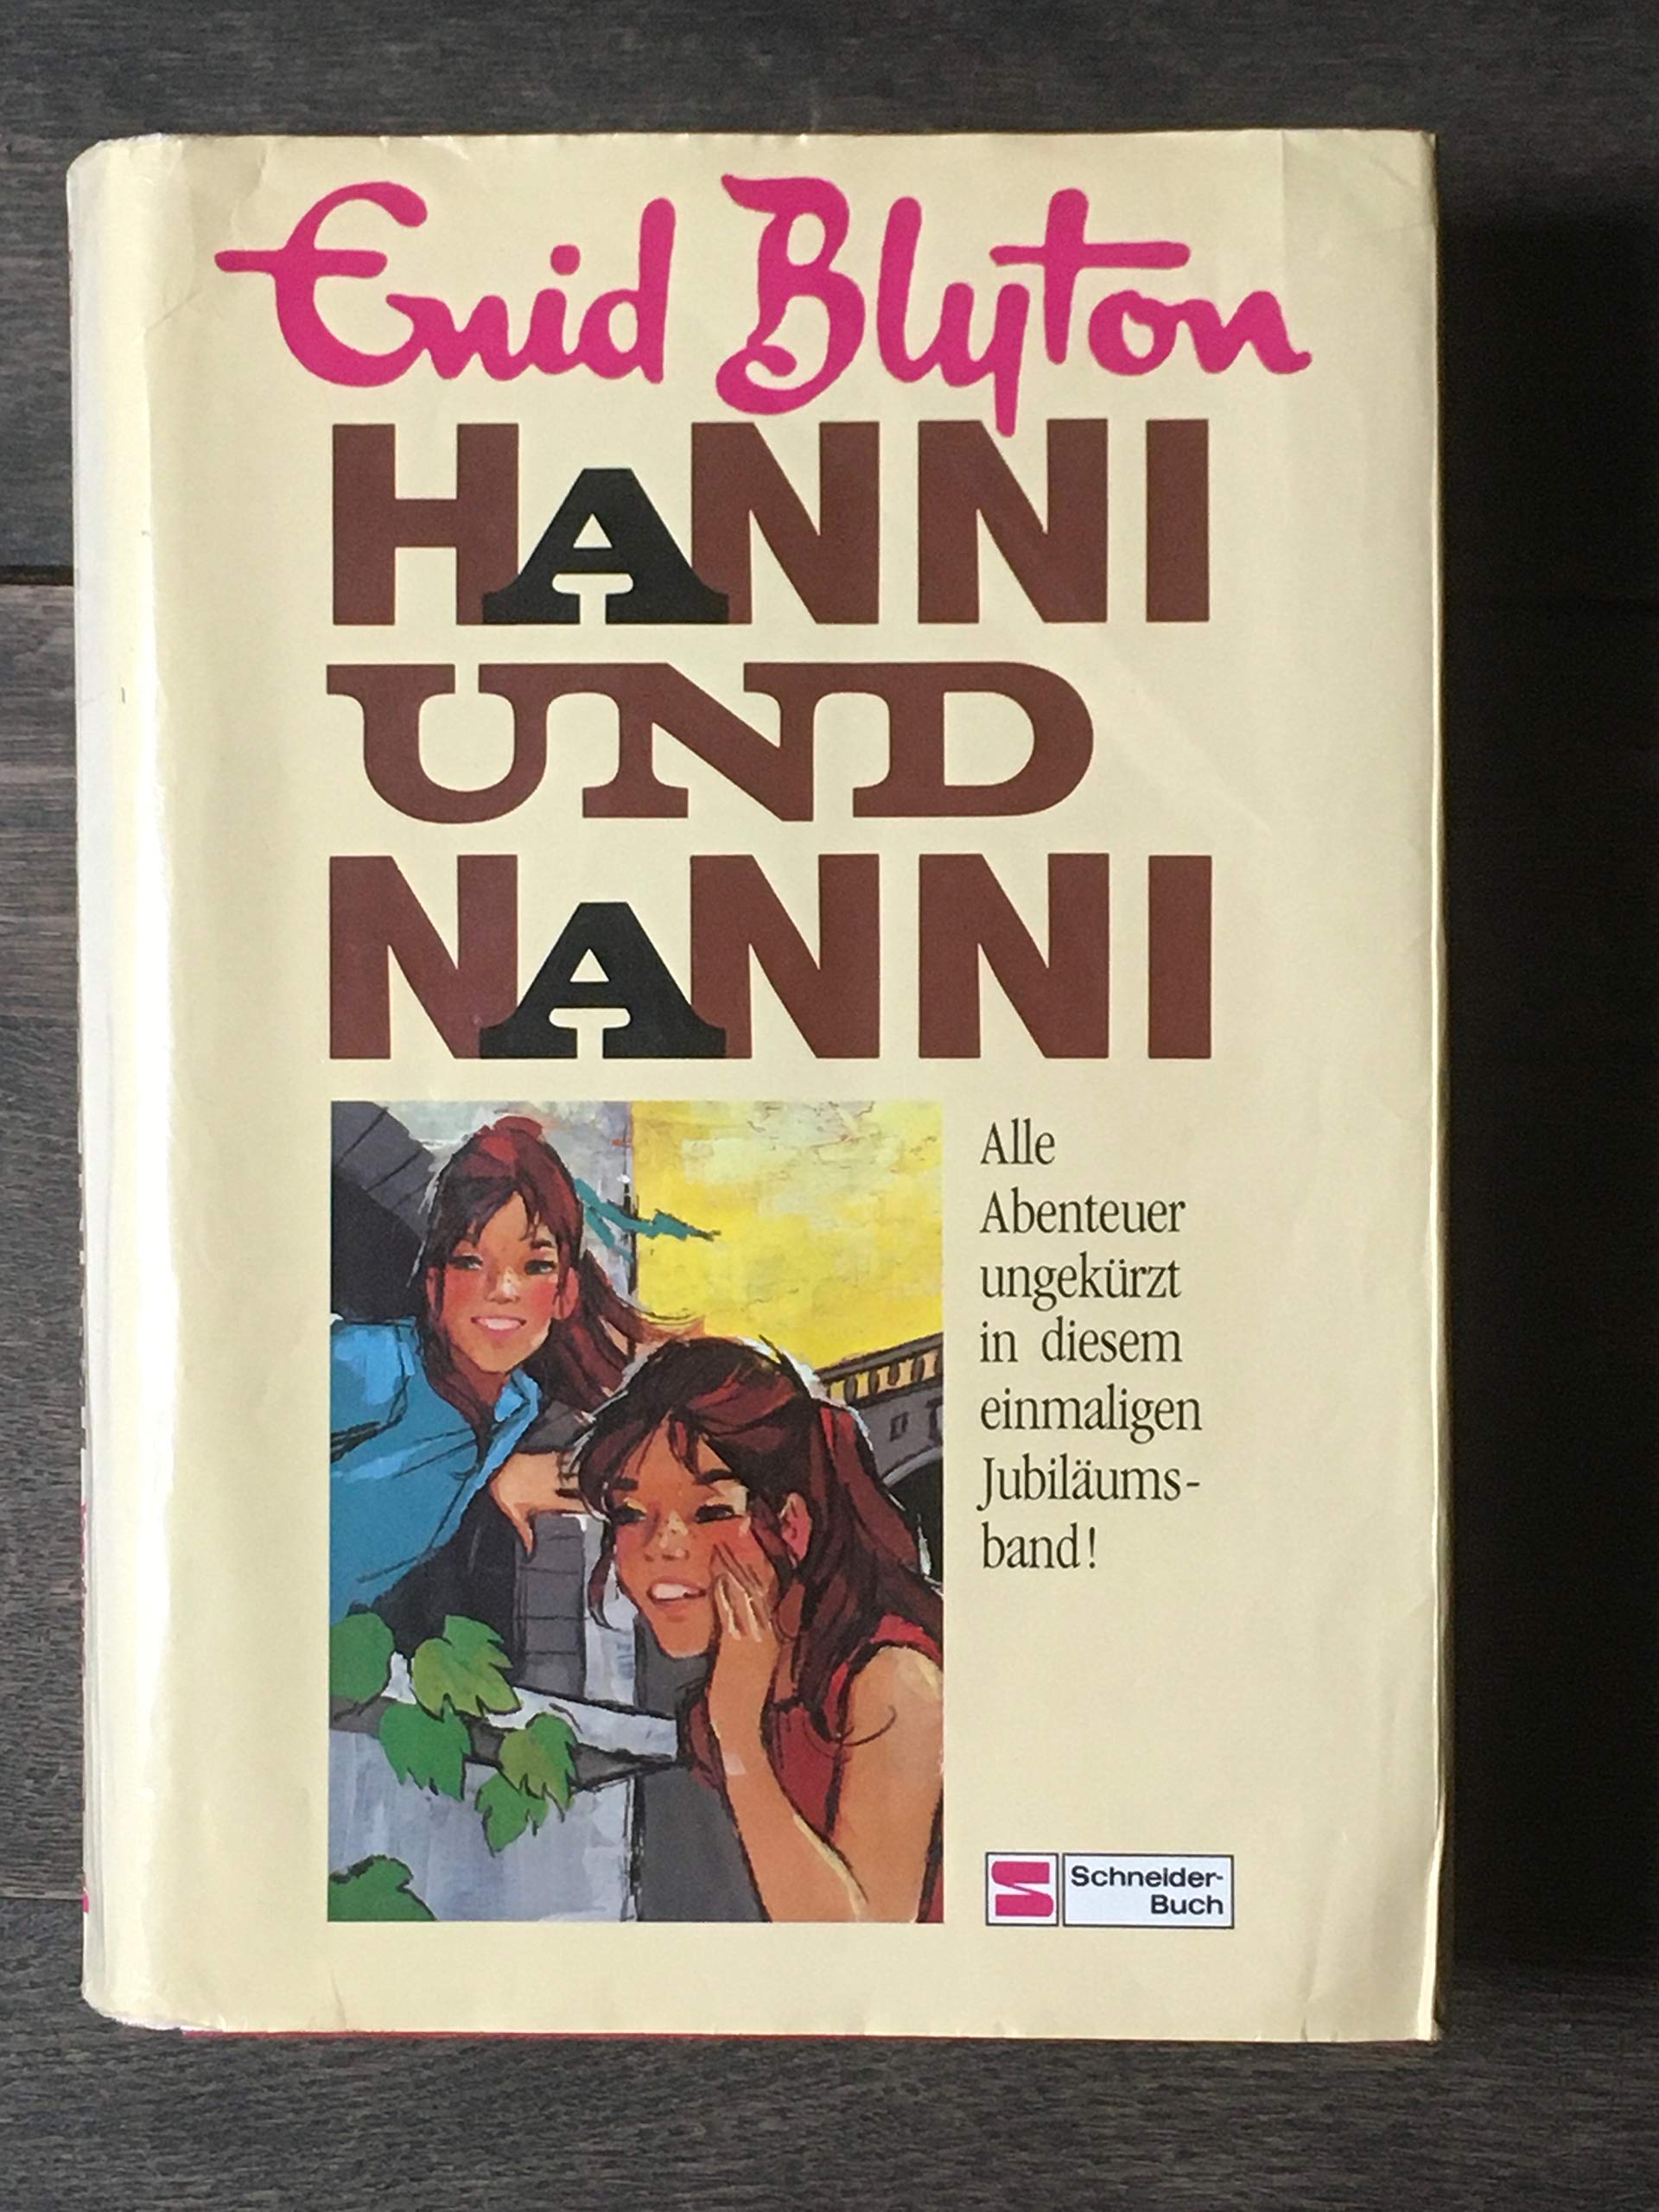 Enid Blyton
HANNI
UND
NANNI
Alle
Abenteuer
ungekürzt
in diesem
einmaligen
Jubiläums-
band!
Schneider-
Buch